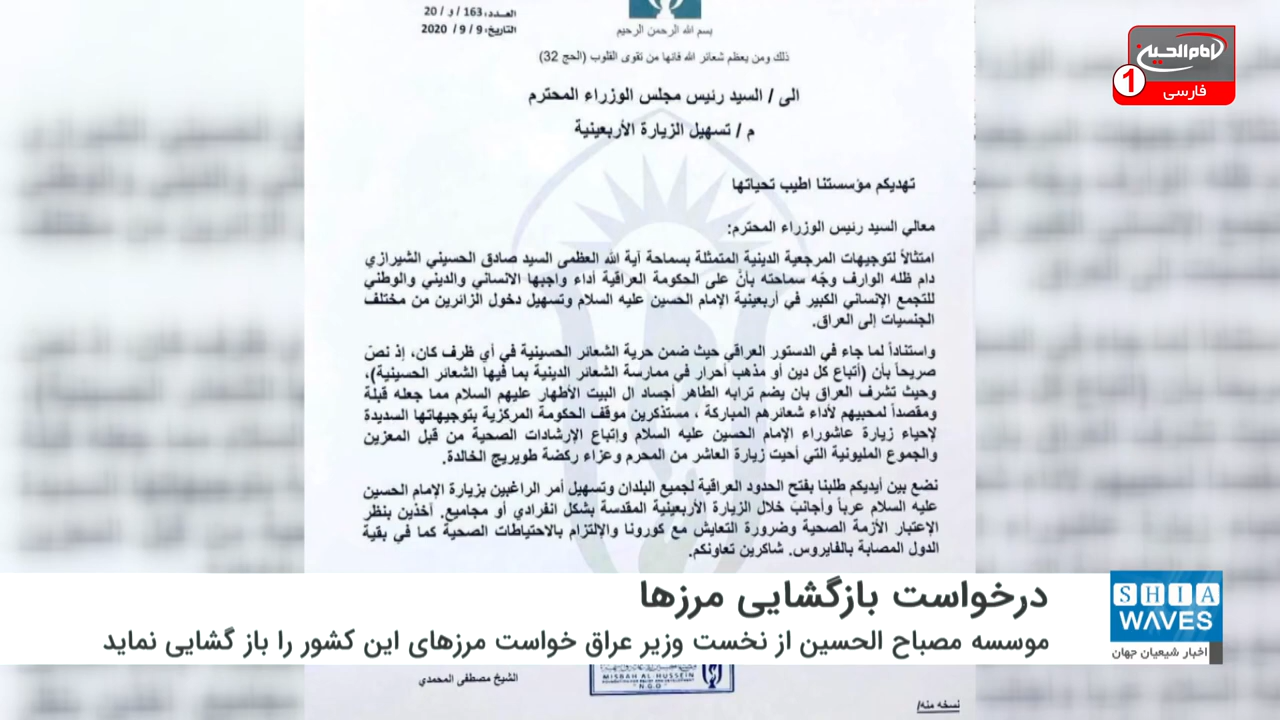 العدد: 163 / و / 20
التاريخ: 9 / 9 / 2020
بسم الله الرحمن الرحيم
ذلك ومن يعظم شعائر الله فانها من تقوى القلوب (الحج 32)
الى / السيد رئيس مجلس الوزراء المحترم
م / تسهيل الزيارة الأربعينية
تهديكم مؤسستنا اطيب تحياتها
معالي السيد رئيس الوزراء المحترم:
امتثالاً لتوجيهات المرجعية الدينية المتمثلة بسماحة آية الله العظمى السيد صادق الحسيني الشيرازي
دام ظله الوارف وجّه سماحته بأنّ على الحكومة العراقية أداء واجبها الانساني والديني والوطني
للتجمع الإنساني الكبير في أربعينية الإمام الحسين عليه السلام وتسهيل دخول الزائرين من مختلف
الجنسيات إلى العراق.
واستناداً لما جاء في الدستور العراقي حيث ضمن حرية الشعائر الحسينية في أي ظرف كان، إذ نصّ
صريحاً بأن (أتباع كل دين أو مذهب أحرار في ممارسة الشعائر الدينية بما فيها الشعائر الحسينية)،
وحيث تشرف العراق بان يضم ترابه الطاهر أجساد ال البيت الأطهار عليهم السلام مما جعله قبلة
ومقصداً لمحبيهم لأداء شعائرهم المباركة ، مستذكرين موقف الحكومة المركزية بتوجيهاتها السديدة
لإحياء زيارة عاشوراء الإمام الحسين عليه السلام وإتباع الإرشادات الصحية من قبل المعزين
والجموع المليونية التي أحيت زيارة العاشر من المحرم وعزاء ركضة طويريج الخالدة.
نضع بين أيديكم طلبنا بفتح الحدود العراقية لجميع البلدان وتسهيل أمر الراغبين بزيارة الإمام الحسين
عليه السلام عرباً وأجانبَ خلال الزيارة الأربعينية المقدسة بشكل انفرادي أو مجاميع. آخذين بنظر
الإعتبار الأزمة الصحية وضرورة التعايش مع كورونا والإلتزام بالاحتياطات الصحية كما في بقية
الدول المصابة بالفايروس. شاكرين تعاونكم.
امام الحسین
1
فارسی
درخواست بازگشایی مرزها
موسسه مصباح الحسین از نخست وزیر عراق خواست مرزهای این کشور را باز گشایی نماید
SHIA
WAVES
اخبار شیعیان جهان
MISBAH AL-HUSSEIN
FOUNDATION FOR RELIEF AND DEVELOPMENT
"N.G.O"
الشيخ مصطفى المحمدي
نسخه منه/